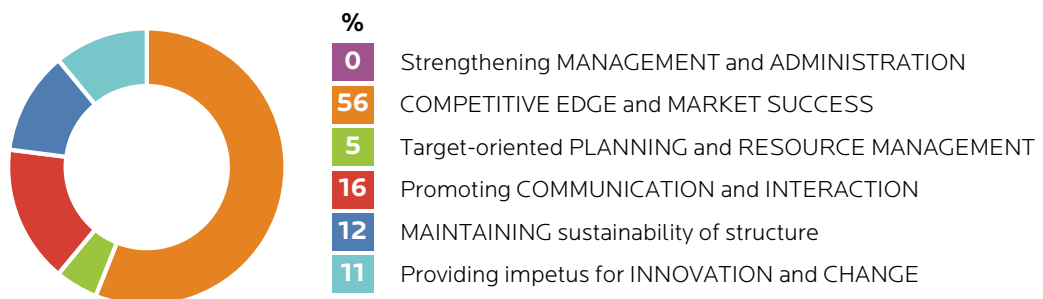 %
0 Strengthening MANAGEMENT and ADMINISTRATION
56 COMPETITIVE EDGE and MARKET SUCCESS
5 Target-oriented PLANNING and RESOURCE MANAGEMENT
16 Promoting COMMUNICATION and INTERACTION
12 MAINTAINING sustainability of structure
11 Providing impetus for INNOVATION and CHANGE